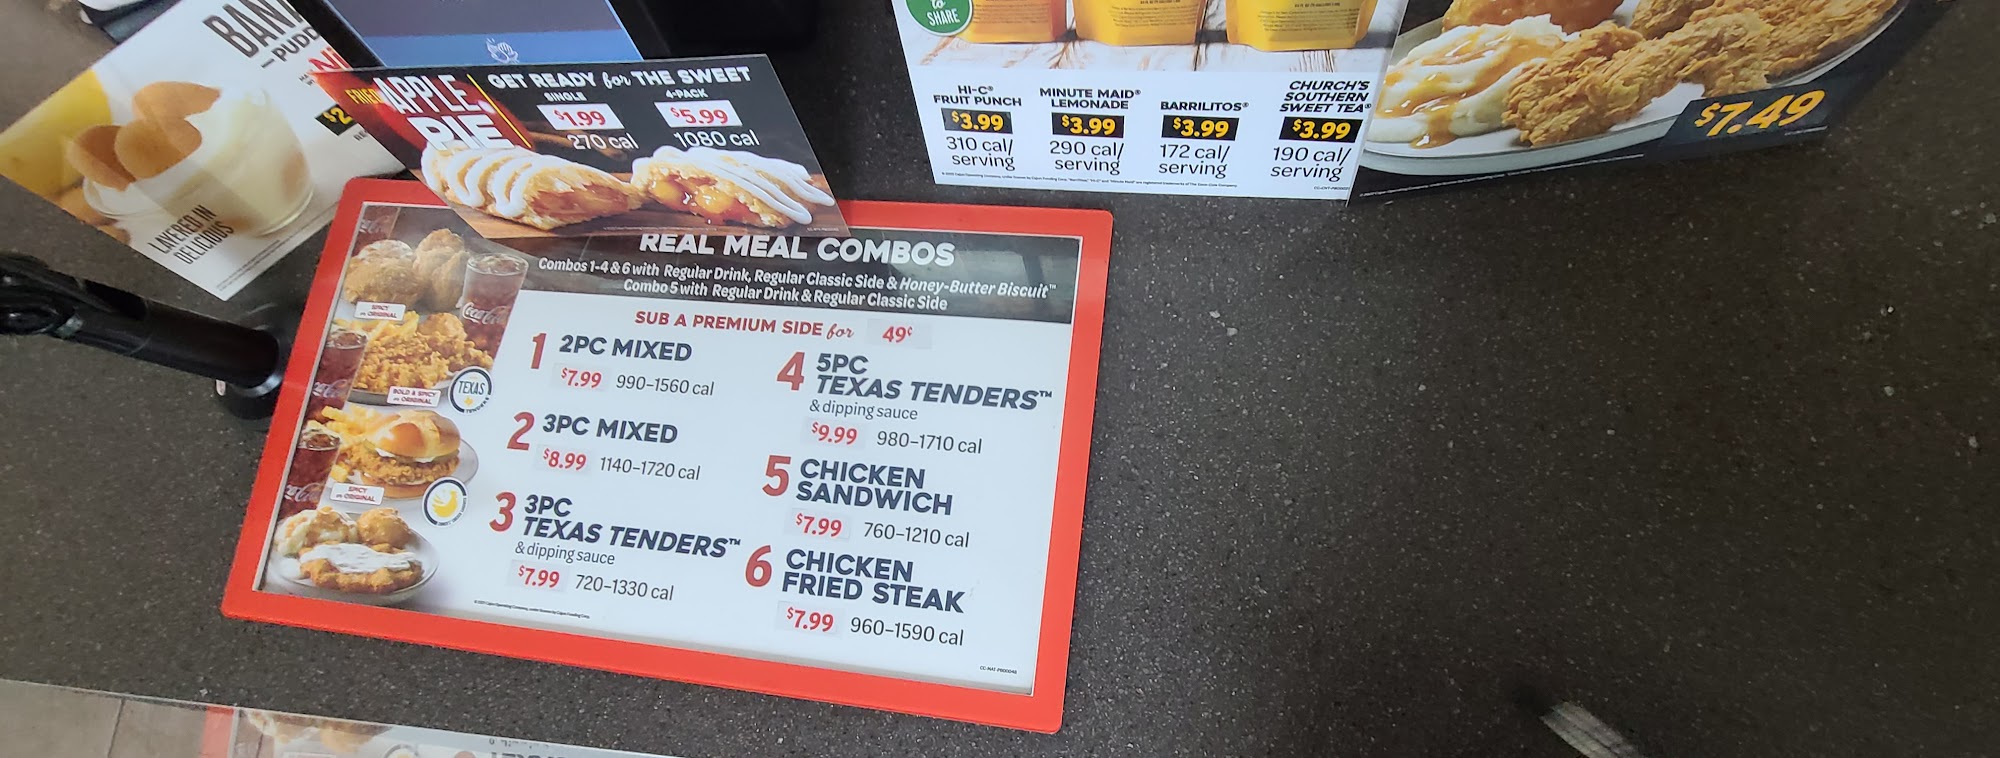 BAN
PUDD
LAYERED IN
DELICIOUS
FRIED
APPLE
PIE
GET READY for THE SWEET
SINGLE
$1.99
270 cal
4-PACK
$5.99
1080 cal
to
SHARE
HI-C®
FRUIT PUNCH
$3.99
310 cal/
serving
MINUTE MAID®
LEMONADE
$3.99
290 cal/
serving
BARRILITOS®
$3.99
172 cal/
serving
CHURCH'S
SOUTHERN
SWEET TEA®
$3.99
190 cal/
serving
$7.49
REAL MEAL COMBOS
Combos 1-4 & 6 with Regular Drink, Regular Classic Side & Honey-Butter Biscuit™
Combo 5 with Regular Drink & Regular Classic Side
SUB A PREMIUM SIDE for 49¢
1 2PC MIXED
$7.99 990-1560 cal
2 3PC MIXED
$8.99 1140-1720 cal
3 3PC
TEXAS TENDERS™
& dipping sauce
$7.99 720-1330 cal
4 5PC
TEXAS TENDERS™
& dipping sauce
$9.99 980-1710 cal
5 CHICKEN
SANDWICH
$7.99 760-1210 cal
6 CHICKEN
FRIED STEAK
$7.99 960-1590 cal
SPICY
or ORIGINAL
TEXAS
TENDERS
BOLD & SPICY
or ORIGINAL
SPICY
or ORIGINAL